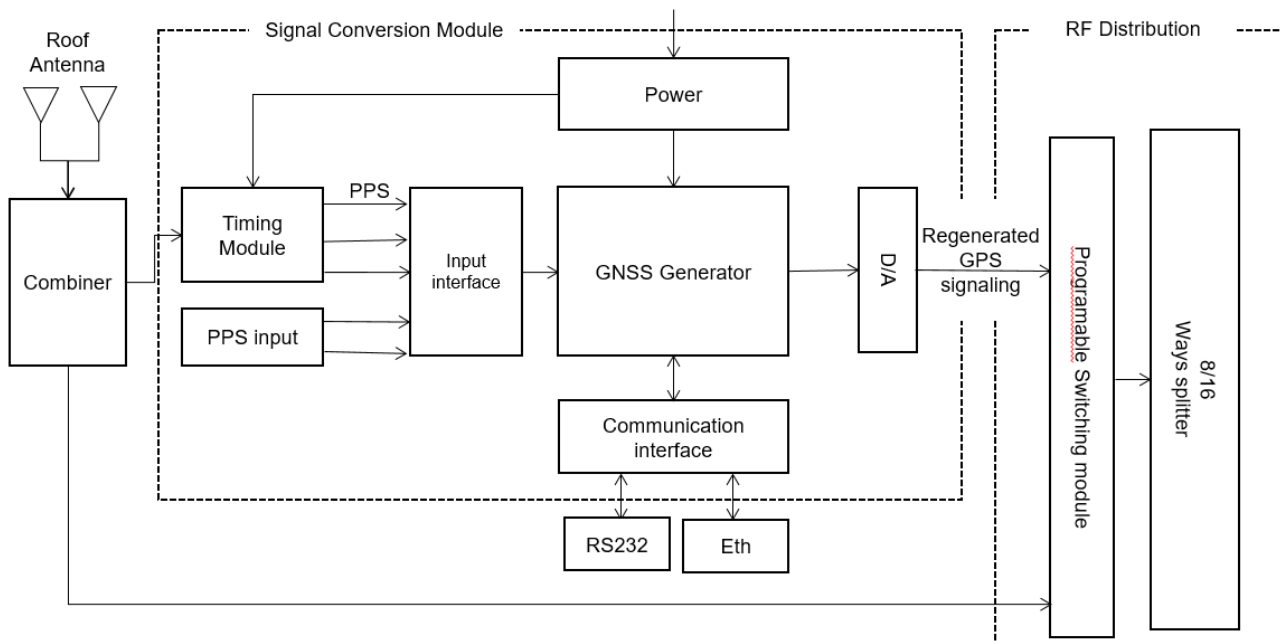 Signal Conversion Module
RF Distribution
Roof
Antenna
Power
PPS
Timing
Module
Combiner
PPS input
Input
interface
GNSS Generator
D/A
Regenerated
GPS
signaling
Programable Switching module
8/16
Ways splitter
Communication
interface
RS232
Eth